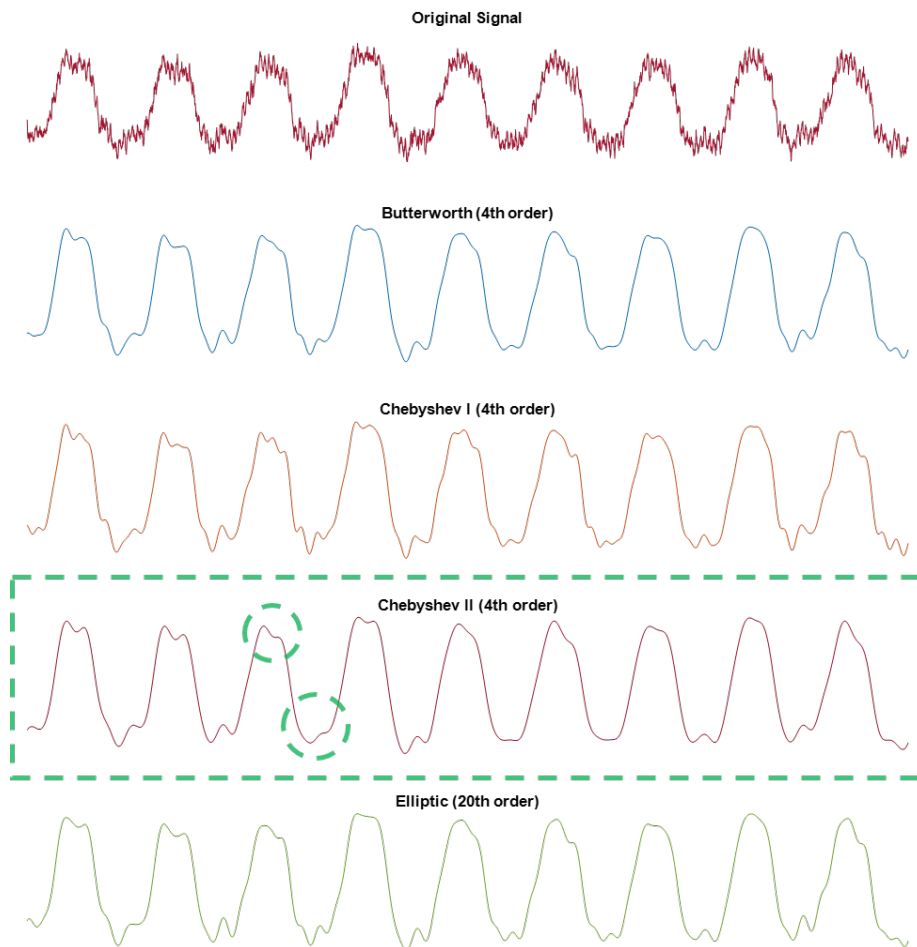 Original Signal
Butterworth (4th order)
Chebyshev I (4th order)
Chebyshev II (4th order)
Elliptic (20th order)